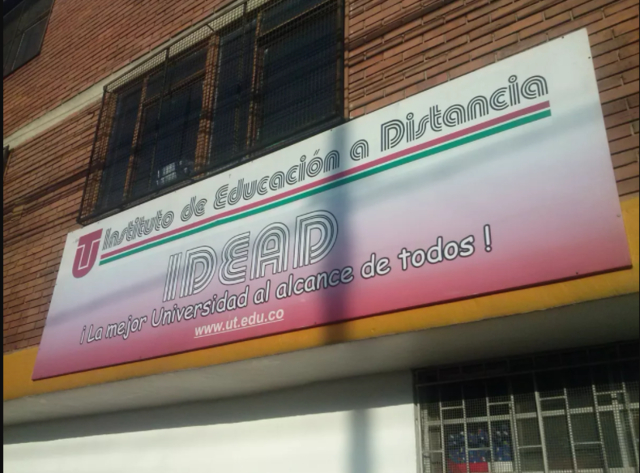 UT Instituto de Educación a Distancia
IDEAD
¡La mejor Universidad al alcance de todos!
www.ut.edu.co